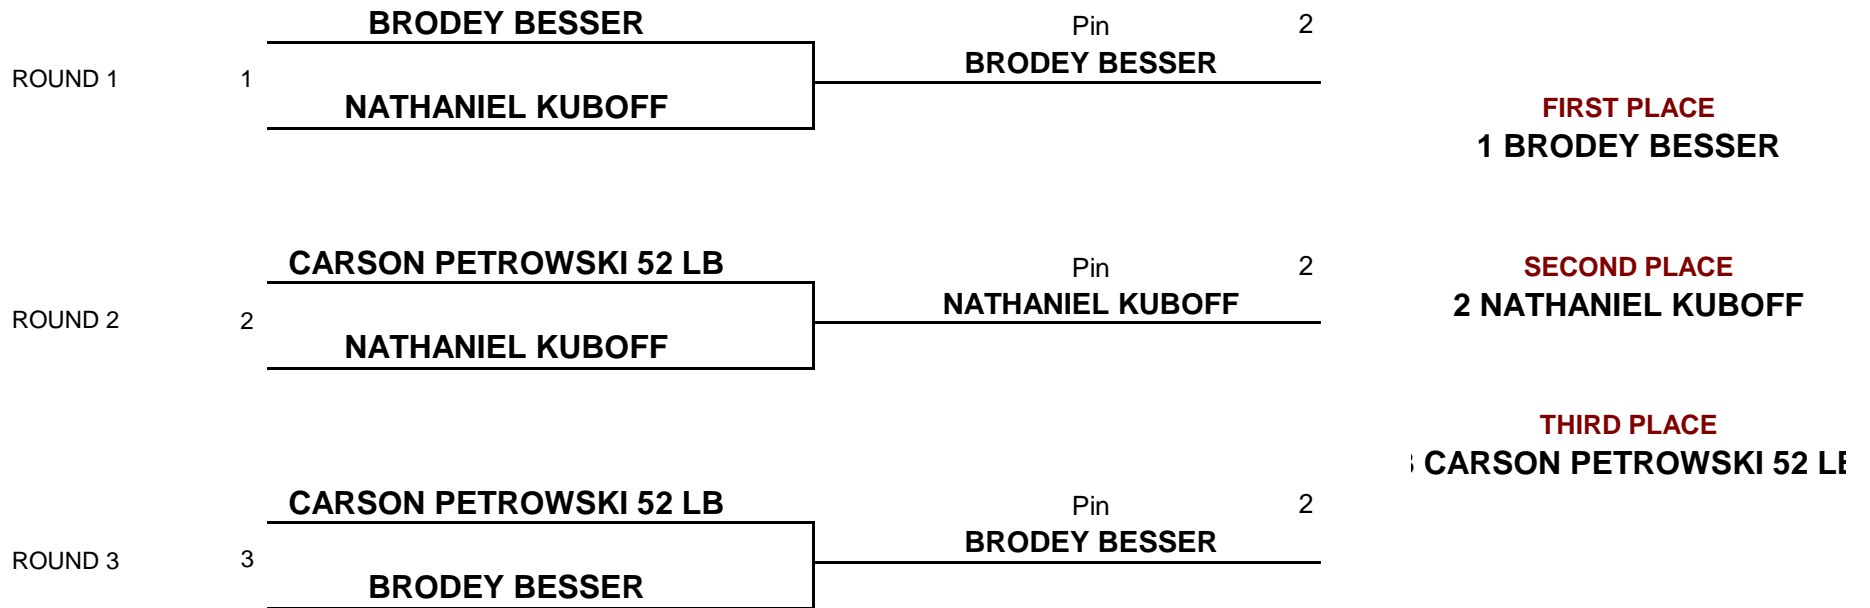 BRODEY BESSER
Pin 2
ROUND 1 1
BRODEY BESSER
NATHANIEL KUBOFF
FIRST PLACE
1 BRODEY BESSER
CARSON PETROWSKI 52 LB
Pin 2
SECOND PLACE
ROUND 2 2
NATHANIEL KUBOFF
2 NATHANIEL KUBOFF
NATHANIEL KUBOFF
THIRD PLACE
CARSON PETROWSKI 52
CARSON PETROWSKI 52 LB
Pin 2
ROUND 3 3
BRODEY BESSER
BRODEY BESSER